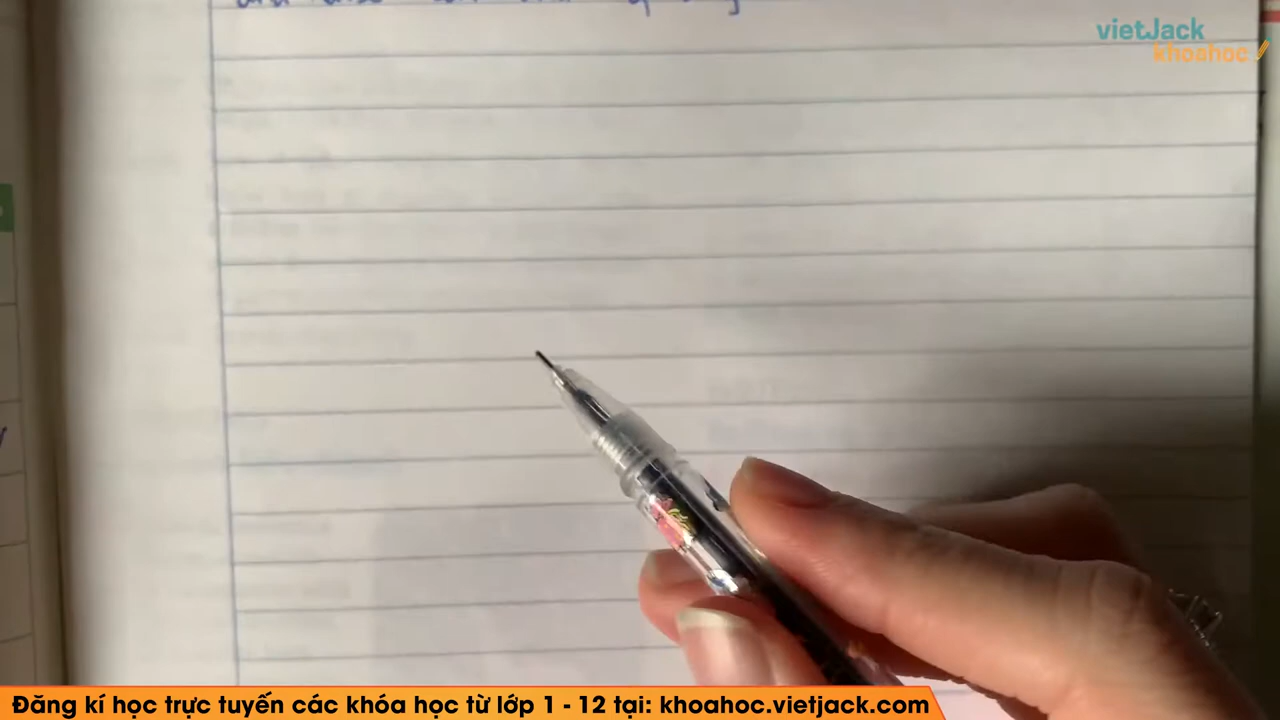 vietJack
khoahoc
Đăng kí học trực tuyến các khóa học từ lớp 1 - 12 tại: khoahoc.vietjack.com